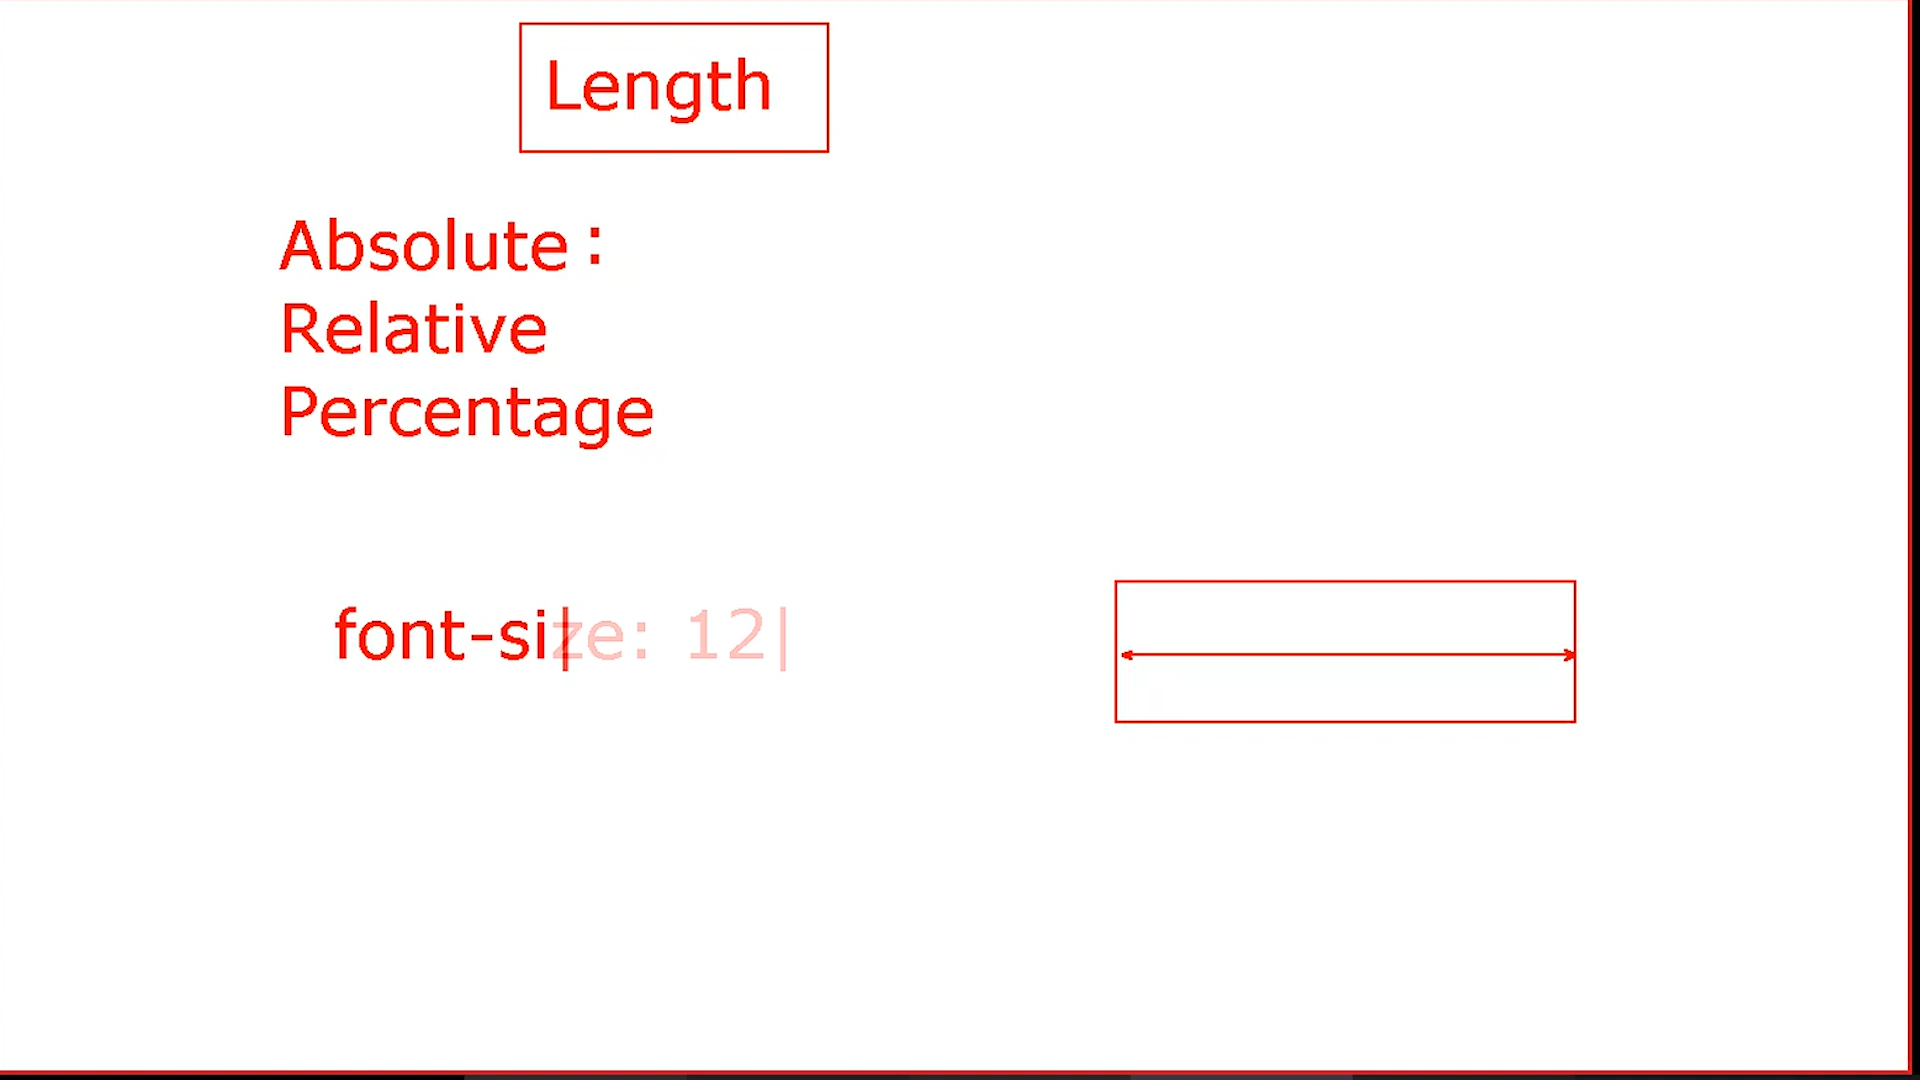 Length
Absolute :
Relative
Percentage
font-size: 12|